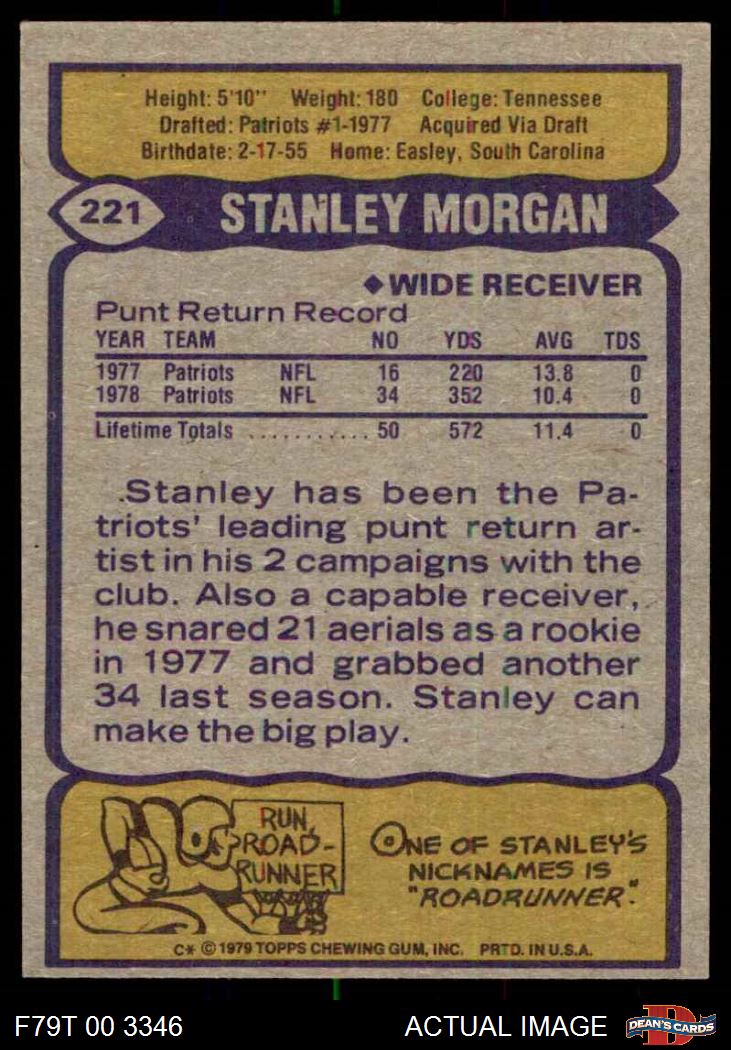 Height: 5'10" Weight: 180 College: Tennessee
Drafted: Patriots #1-1977 Acquired Via Draft
Birthdate: 2-17-55 Home: Easley, South Carolina
221 STANLEY MORGAN
◆WIDE RECEIVER
Punt Return Record
YEAR TEAM NO YDS AVG TDS
1977 Patriots NFL 16 220 13.8 0
1978 Patriots NFL 34 352 10.4 0
Lifetime Totals ........... 50 572 11.4 0
Stanley has been the Pa-
triots' leading punt return ar-
tist in his 2 campaigns with the
club. Also a capable receiver,
he snared 21 aerials as a rookie
in 1977 and grabbed another
34 last season. Stanley can
make the big play.
RUN,
ROAD-
RUNNER
ONE OF STANLEY'S
NICKNAMES IS
"ROADRUNNER."
C* © 1979 TOPPS CHEWING GUM, INC. PRTD. IN U.S.A.
F79T 00 3346 ACTUAL IMAGE D DEAN'S CARDS